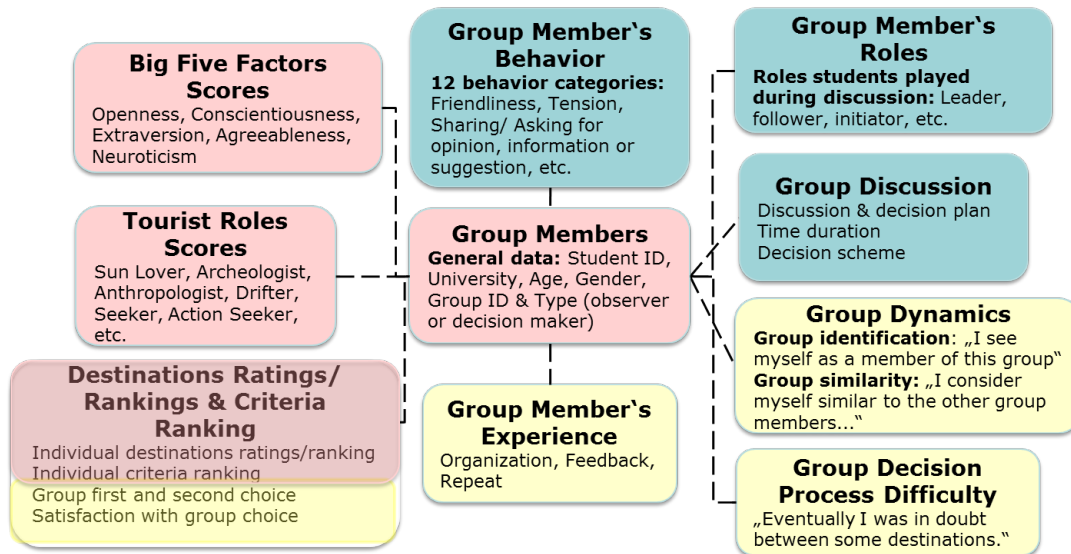 Big Five Factors
Scores
Openness, Conscientiousness,
Extraversion, Agreeableness,
Neuroticism
Tourist Roles
Scores
Sun Lover, Archeologist,
Anthropologist, Drifter,
Seeker, Action Seeker,
etc.
Destinations Ratings/
Rankings & Criteria
Ranking
Individual destinations ratings/ranking
Individual criteria ranking
Group first and second choice
Satisfaction with group choice
Group Member‘s
Behavior
12 behavior categories:
Friendliness, Tension,
Sharing/ Asking for
opinion, information or
suggestion, etc.
Group Members
General data: Student ID,
University, Age, Gender,
Group ID & Type (observer
or decision maker)
Group Member‘s
Experience
Organization, Feedback,
Repeat
Group Member‘s
Roles
Roles students played
during discussion: Leader,
follower, initiator, etc.
Group Discussion
Discussion & decision plan
Time duration
Decision scheme
Group Dynamics
Group identification: „I see
myself as a member of this group“
Group similarity: „I consider
myself similar to the other group
members...“
Group Decision
Process Difficulty
„Eventually I was in doubt
between some destinations.“